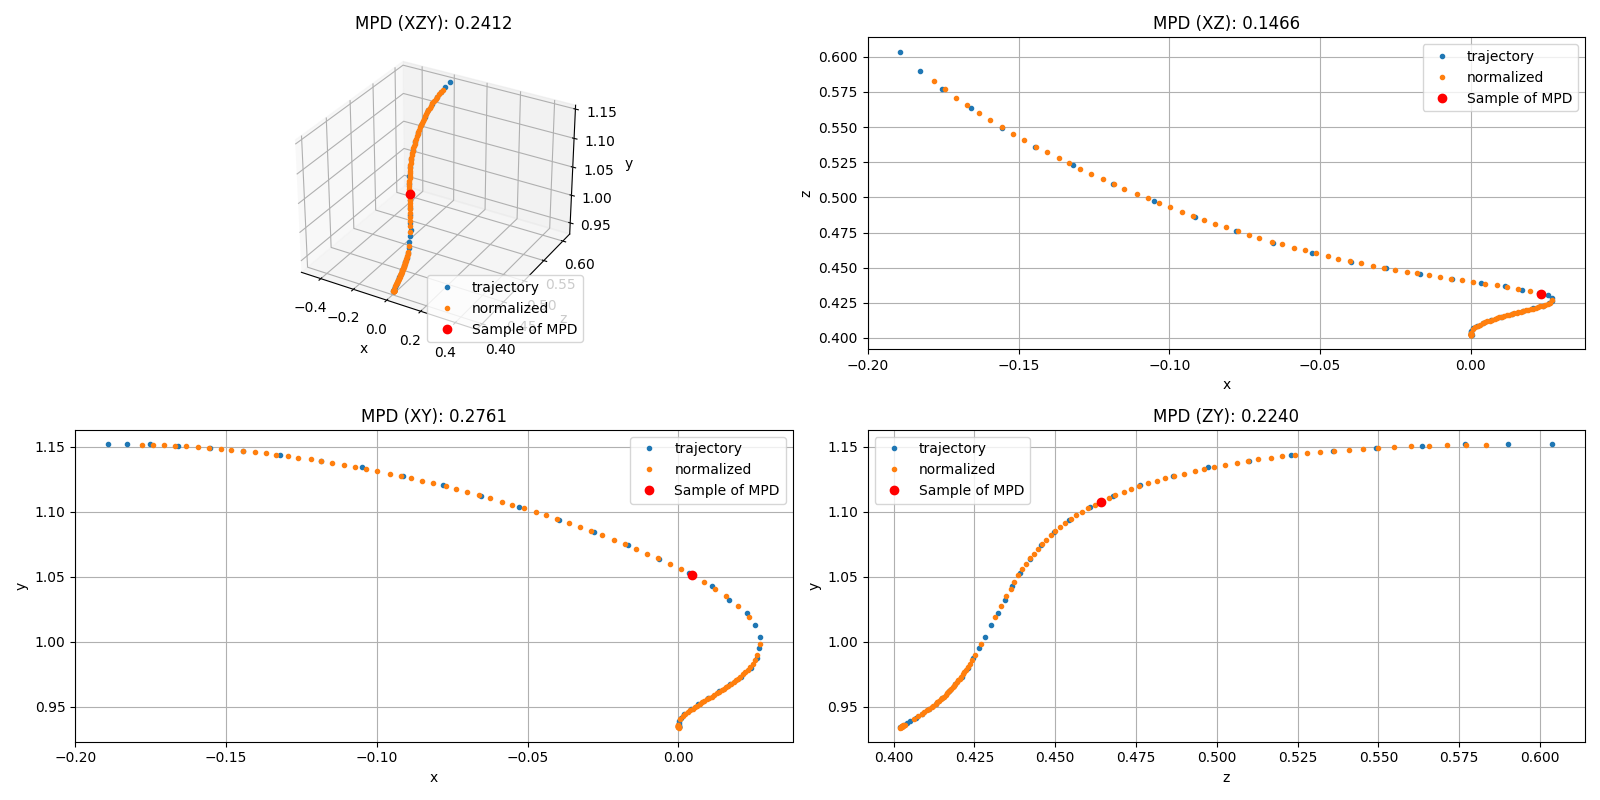 MPD (XZY): 0.2412
1.15
1.10
1.05
1.00
0.95
y
0.60
0.55
0.50
0.45
0.40
z
−0.4
−0.2
0.0
0.2
0.4
x
trajectory
normalized
Sample of MPD
MPD (XZ): 0.1466
0.600
0.575
0.550
0.525
0.500
0.475
0.450
0.425
0.400
z
−0.20 −0.15 −0.10 −0.05 0.00
x
trajectory
normalized
Sample of MPD
MPD (XY): 0.2761
1.15
1.10
1.05
1.00
0.95
y
−0.20 −0.15 −0.10 −0.05 0.00
x
trajectory
normalized
Sample of MPD
MPD (ZY): 0.2240
1.15
1.10
1.05
1.00
0.95
y
0.400 0.425 0.450 0.475 0.500 0.525 0.550 0.575 0.600
z
trajectory
normalized
Sample of MPD